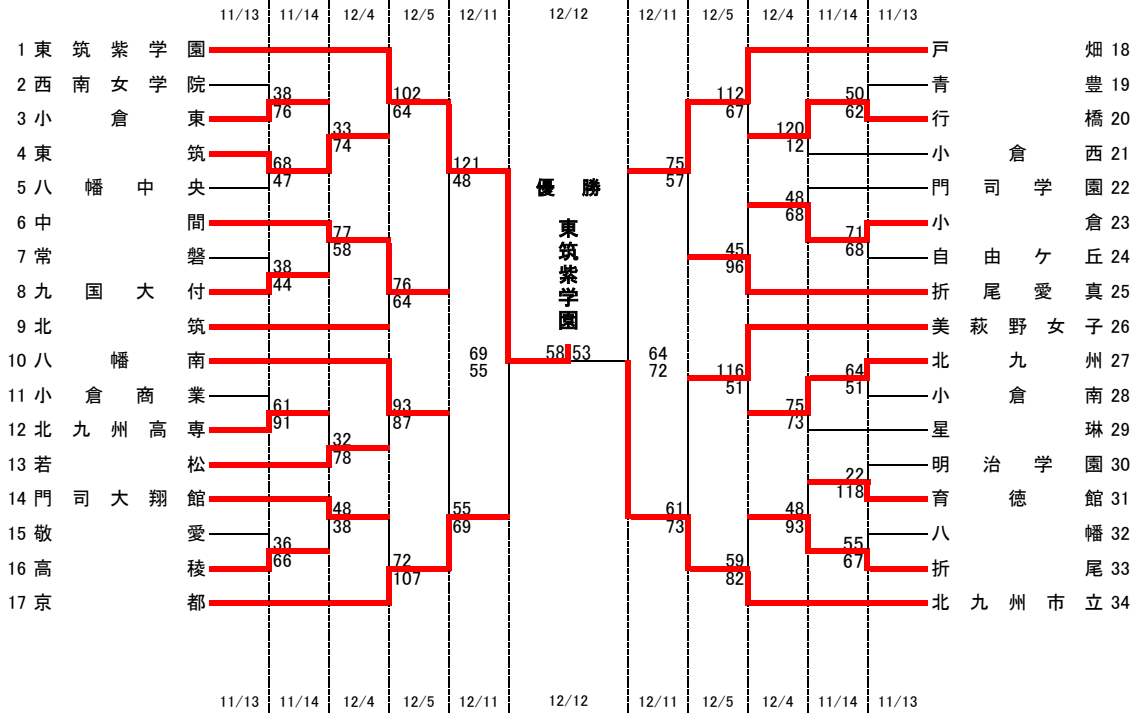 11/13 11/14 12/4 12/5 12/11 12/12 12/11 12/5 12/4 11/14 11/13
1 東筑紫学園
2 西南女学院
3 小倉東
4 東筑
5 八幡中央
6 中間
7 常磐
8 九国大付
9 北筑
10 八幡南
11 小倉商業
12 北九州高専
13 若松
14 門司大翔館
15 敬愛
16 高稜
17 京都
38
76
68
47
38
44
61
91
36
66
33
74
77
58
32
78
48
38
102
64
76
64
93
87
72
107
121
48
55
69
69
55
優勝
東筑紫学園
58 53
64
72
75
57
61
73
112
67
45
96
116
51
59
82
120
12
48
68
75
73
48
93
50
62
71
68
64
51
22
118
55
67
戸畑 18
青豊 19
行橋 20
小倉西 21
門司学園 22
小倉 23
自由ケ丘 24
折尾愛真 25
美萩野女子 26
北九州 27
小倉南 28
星琳 29
明治学園 30
育徳館 31
八幡 32
折尾 33
北九州市立 34
11/13 11/14 12/4 12/5 12/11 12/12 12/11 12/5 12/4 11/14 11/13